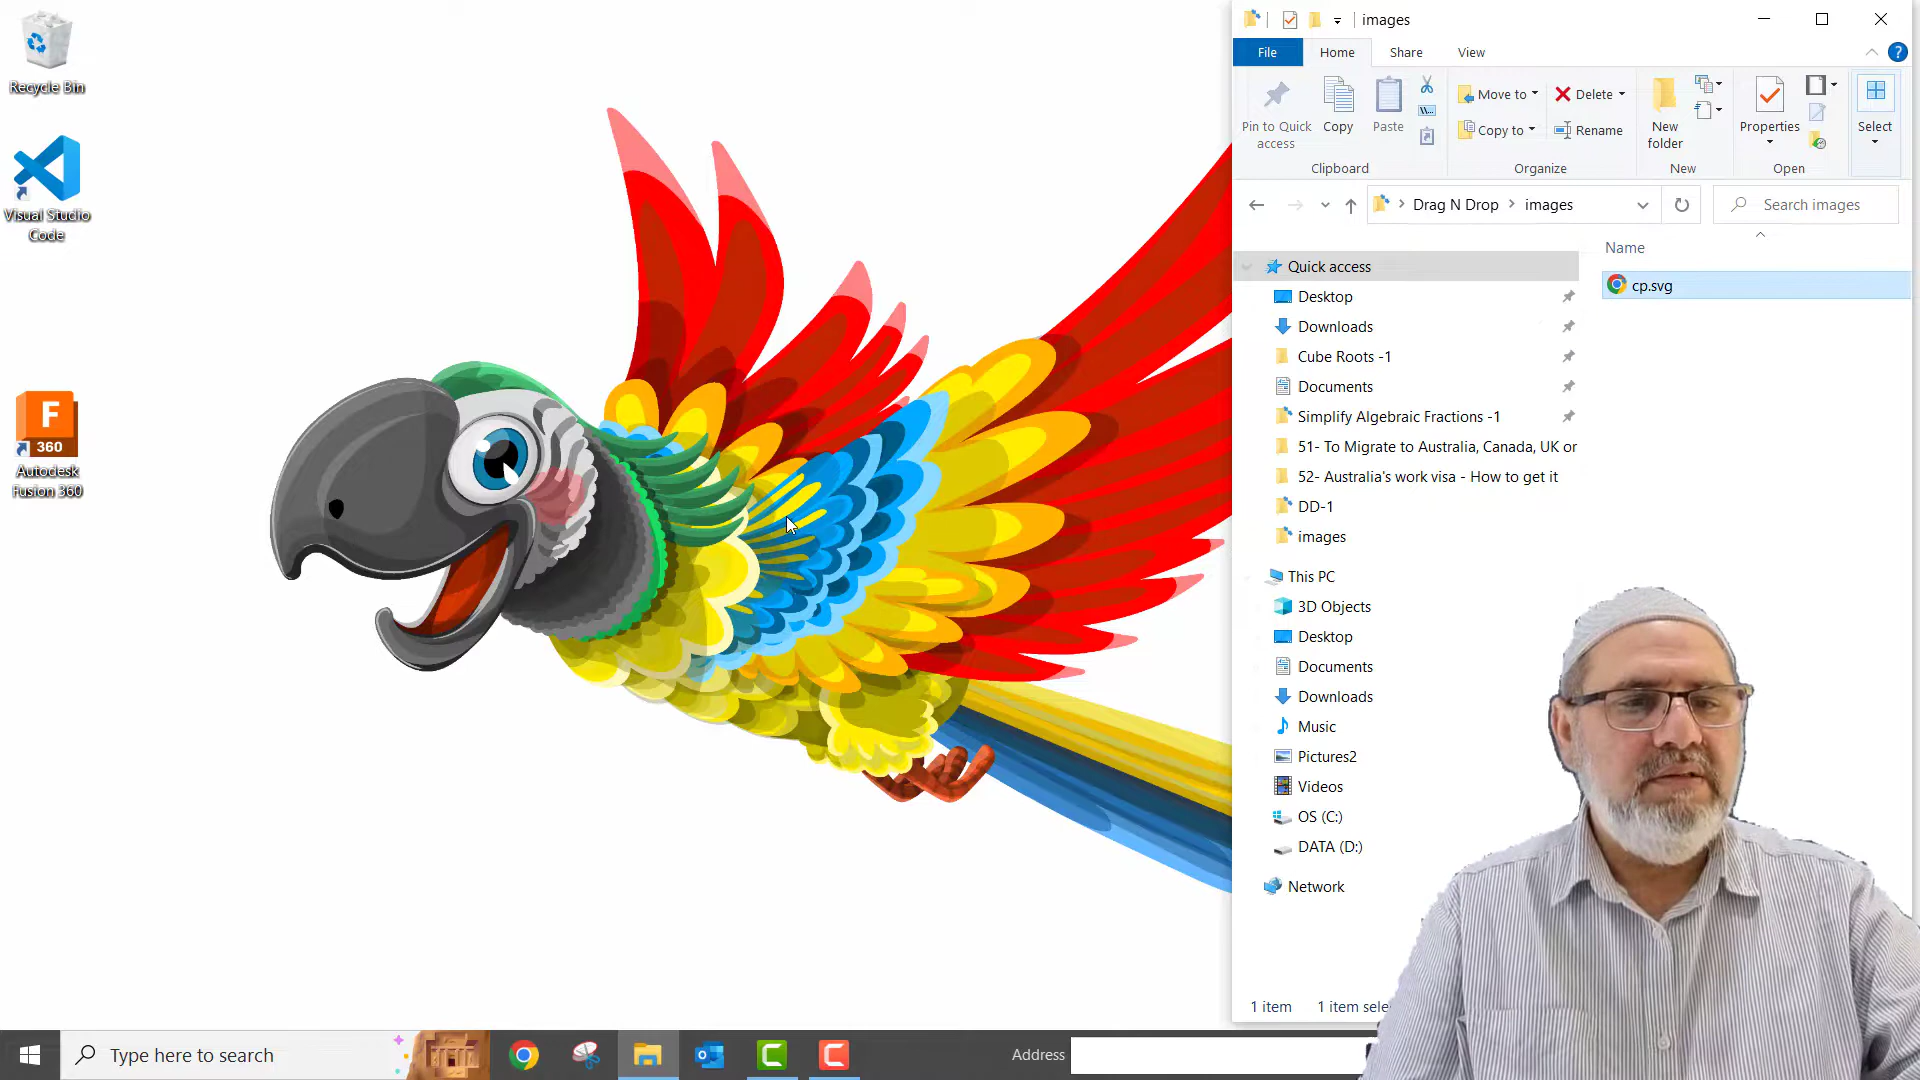 Recycle Bin
Visual Studio
Code
F
360
Autodesk
Fusion 360
images
File
Home
Share
View
Pin to Quick
access
Copy
Paste
Move to
Copy to
Delete
Rename
New
folder
Properties
Select
Clipboard
Organize
New
Open
Drag N Drop
images
Search images
Name
cp.svg
Quick access
Desktop
Downloads
Cube Roots -1
Documents
Simplify Algebraic Fractions -1
51- To Migrate to Australia, Canada, UK or
52- Australia's work visa - How to get it
DD-1
images
This PC
3D Objects
Desktop
Documents
Downloads
Music
Pictures2
Videos
OS (C:)
DATA (D:)
Network
1 item
1 item sele
Type here to search
Address